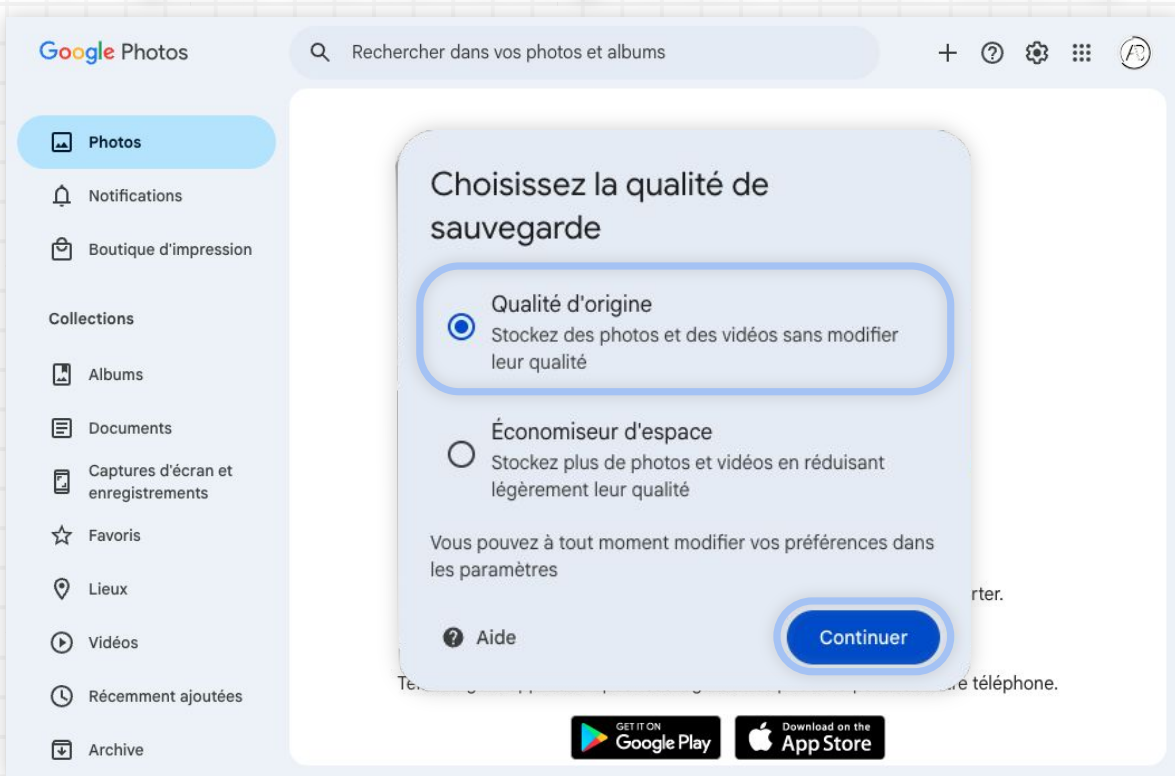 Google Photos
Rechercher dans vos photos et albums
Photos
Notifications
Boutique d'impression
Collections
Albums
Documents
Captures d'écran et
enregistrements
Favoris
Lieux
Vidéos
Récemment ajoutées
Archive
Choisissez la qualité de
sauvegarde
Qualité d'origine
Stockez des photos et des vidéos sans modifier
leur qualité
Économiseur d'espace
Stockez plus de photos et vidéos en réduisant
légèrement leur qualité
Vous pouvez à tout moment modifier vos préférences dans
les paramètres
Aide
Continuer
téléphone.
GET IT ON
Google Play
Download on the
App Store